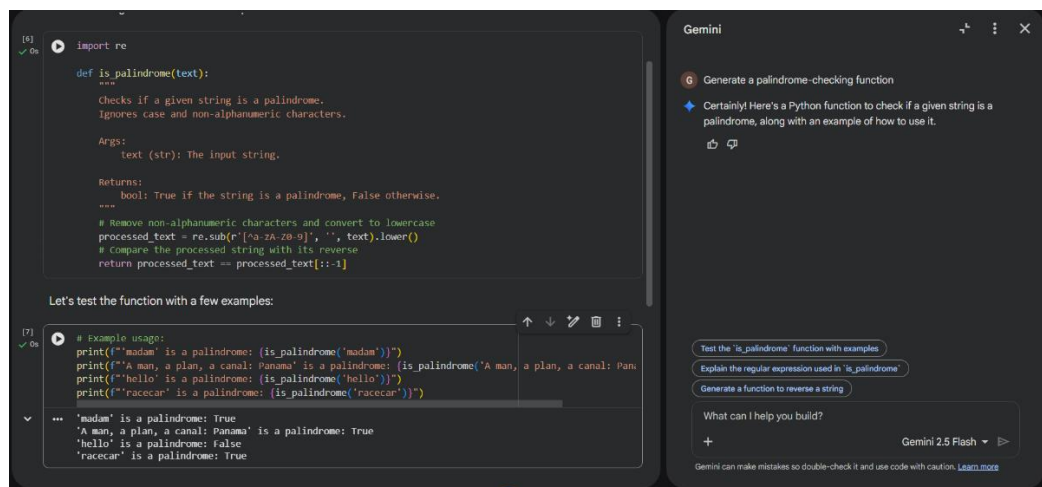 [6]
0s
import re
def is_palindrome(text):
"""
Checks if a given string is a palindrome.
Ignores case and non-alphanumeric characters.
Args:
text (str): The input string.
Returns:
bool: True if the string is a palindrome, False otherwise.
"""
# Remove non-alphanumeric characters and convert to lowercase
processed_text = re.sub(r'[^a-zA-Z0-9]', '', text).lower()
# Compare the processed string with its reverse
return processed_text == processed_text[::-1]
Let's test the function with a few examples:
[7]
0s
# Example usage:
print(f"'madam' is a palindrome: {is_palindrome('madam')}")
print(f"'A man, a plan, a canal: Panama' is a palindrome: {is_palindrome('A man, a plan, a canal: Pana
print(f"'hello' is a palindrome: {is_palindrome('hello')}")
print(f"'racecar' is a palindrome: {is_palindrome('racecar')}")
'madam' is a palindrome: True
'A man, a plan, a canal: Panama' is a palindrome: True
'hello' is a palindrome: False
'racecar' is a palindrome: True
Gemini
G Generate a palindrome-checking function
Certainly! Here's a Python function to check if a given string is a
palindrome, along with an example of how to use it.
Test the `is_palindrome` function with examples
Explain the regular expression used in `is_palindrome`
Generate a function to reverse a string
What can I help you build?
Gemini 2.5 Flash
Gemini can make mistakes so double-check it and use code with caution. Learn more